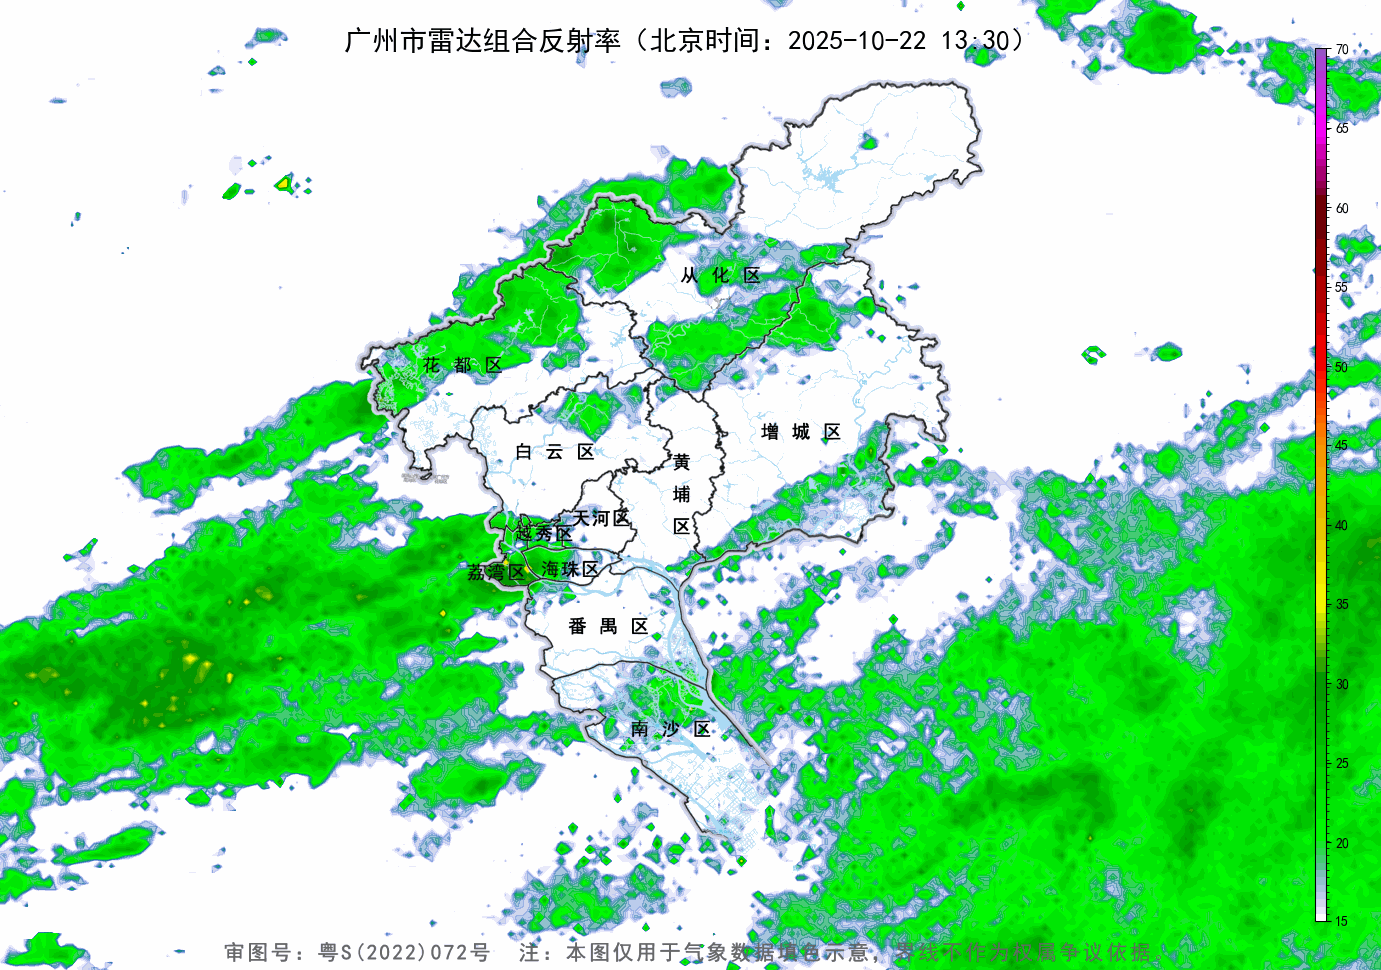 广州市雷达组合反射率（北京时间：2025-10-22 13:30）
70
65
60
55
50
45
40
35
30
25
20
15
从化区
花都区
增城区
白云区
黄埔区
天河区
越秀区
荔湾区
海珠区
番禺区
南沙区
审图号：粤S(2022)072号 注：本图仅用于气象数据填色示意，界线不作为权属争议依据